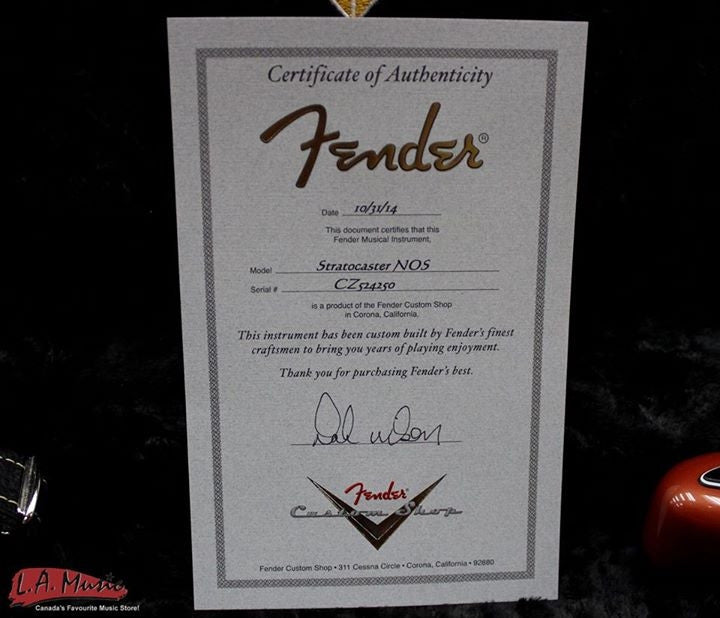 Certificate of Authenticity
Fender®
Date 10/31/14
This document certifies that this
Fender Musical Instrument,
Model Stratocaster NOS
Serial # CZ524250
is a product of the Fender Custom Shop
in Corona, California.
This instrument has been custom built by Fender's finest
craftsmen to bring you years of playing enjoyment.
Thank you for purchasing Fender's best.
Fender®
Custom Shop
Fender Custom Shop • 311 Cessna Circle • Corona, California • 92880
L.A. Music
Canada's Favourite Music Store!